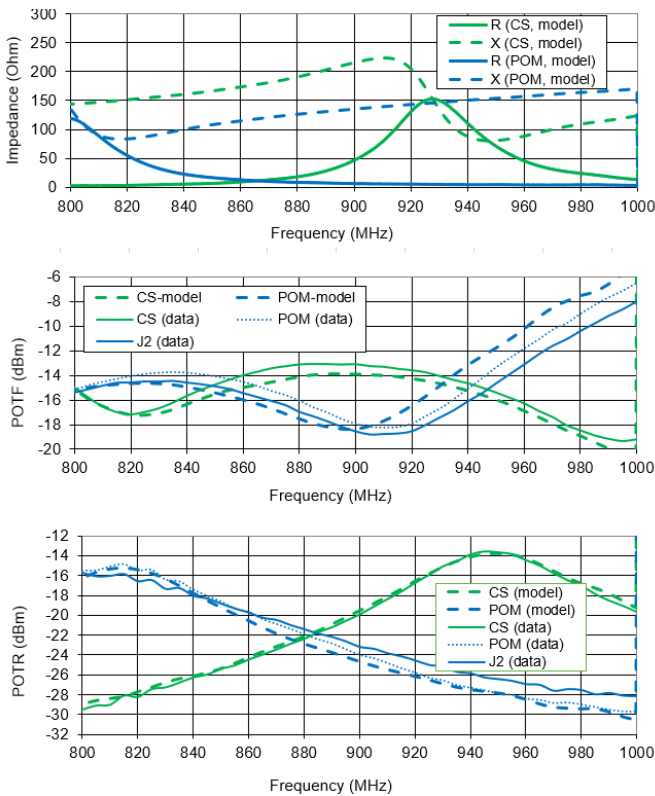 300
R (CS, model)
250
X (CS, model)
R (POM, model)
200
X (POM, model)
150
100
50
0
Impedance (Ohm)
800 820 840 860 880 900 920 940 960 980 1000
Frequency (MHz)
-6
CS-model POM-model
-8
CS (data) POM (data)
-10
J2 (data)
-12
-14
-16
-18
-20
POTF (dBm)
800 820 840 860 880 900 920 940 960 980 1000
Frequency (MHz)
-12
-14
-16
CS (model)
-18
POM (model)
-20
CS (data)
-22
POM (data)
-24
J2 (data)
-26
-28
-30
-32
POTR (dBm)
800 820 840 860 880 900 920 940 960 980 1000
Frequency (MHz)